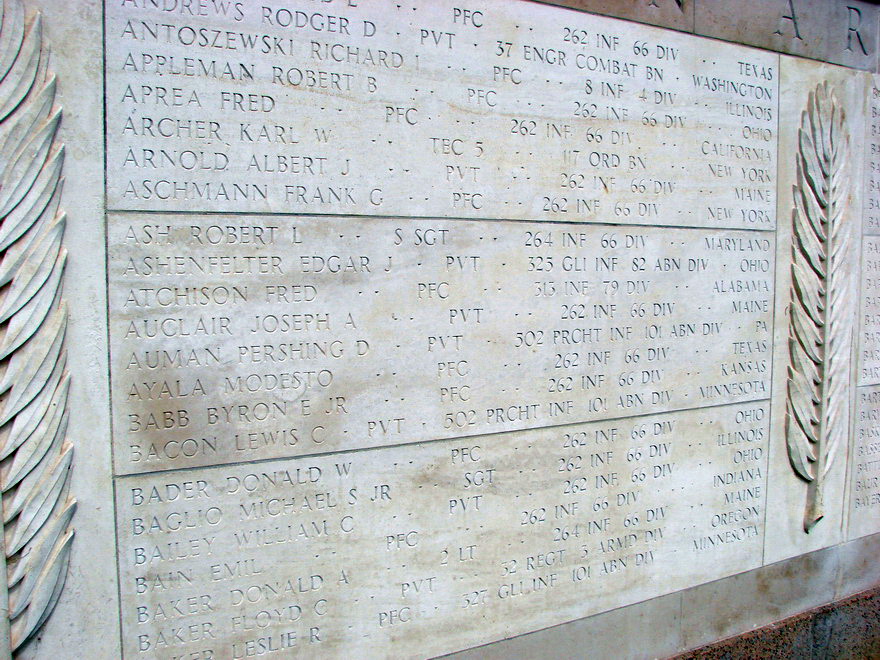 N A R
PFC · · 262 INF 66 DIV · · TEXAS
ANDREWS RODGER D · PVT · 37 ENGR COMBAT BN · WASHINGTON
ANTOSZEWSKI RICHARD J · · PFC · · 8 INF 4 DIV · · ILLINOIS
APPLEMAN ROBERT B · · PFC · · 262 INF 66 DIV · · OHIO
APREA FRED · · PFC · · 262 INF 66 DIV · · CALIFORNIA
ARCHER KARL W · · TEC 5 · · 117 ORD BN · · NEW YORK
ARNOLD ALBERT J · · PVT · · 262 INF 66 DIV · · MAINE
ASCHMANN FRANK G · · PFC · · 262 INF 66 DIV · · NEW YORK
ASH ROBERT L · · S SGT · · 264 INF 66 DIV · · MARYLAND
ASHENFELTER EDGAR J · PVT · 325 GLI INF 82 ABN DIV · OHIO
ATCHISON FRED · · PFC · · 313 INF 79 DIV · · ALABAMA
AUCLAIR JOSEPH A · · PVT · · 262 INF 66 DIV · · MAINE
AUMAN PERSHING D · PVT · 502 PRCHT INF 101 ABN DIV · PA
AYALA MODESTO · · PFC · · 262 INF 66 DIV · · TEXAS
BABB BYRON E JR · · PFC · · 262 INF 66 DIV · · KANSAS
BACON LEWIS C · PVT · 502 PRCHT INF 101 ABN DIV · MINNESOTA
BADER DONALD W · · PFC · · 262 INF 66 DIV · · OHIO
BAGLIO MICHAEL S JR · · SGT · · 262 INF 66 DIV · · ILLINOIS
BAILEY WILLIAM C · · PVT · · 262 INF 66 DIV · · OHIO
BAIN EMIL · · PFC · · 262 INF 66 DIV · · INDIANA
BAKER DONALD A · · 2 LT · · 264 INF 66 DIV · · MAINE
BAKER FLOYD C · · PVT · · 32 REGT 3 ARMD DIV · · OREGON
BAKER LESLIE R · PFC · 327 GLI INF 101 ABN DIV · MINNESOTA